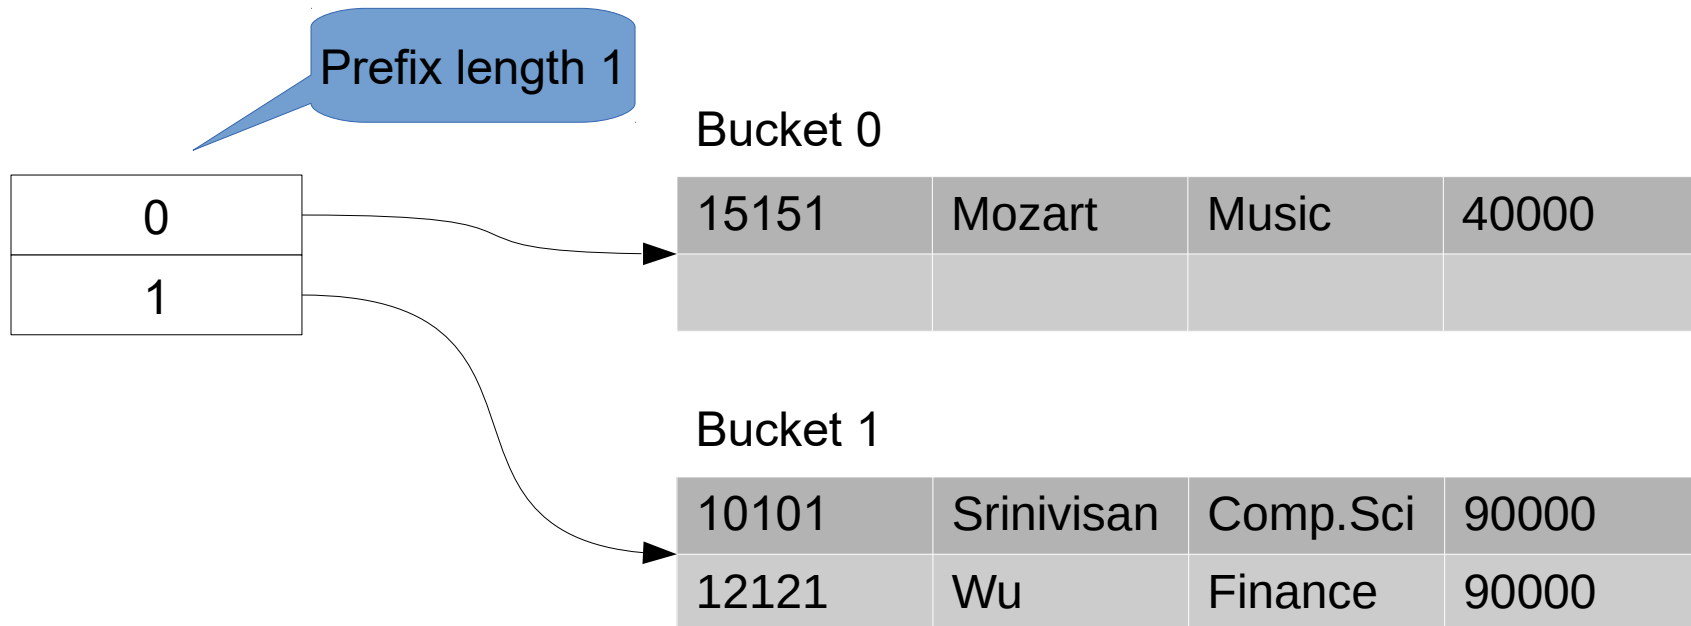 Prefix length 1
Bucket 0
0
15151 Mozart Music 40000
1
Bucket 1
10101 Srinivisan Comp.Sci 90000
12121 Wu Finance 90000